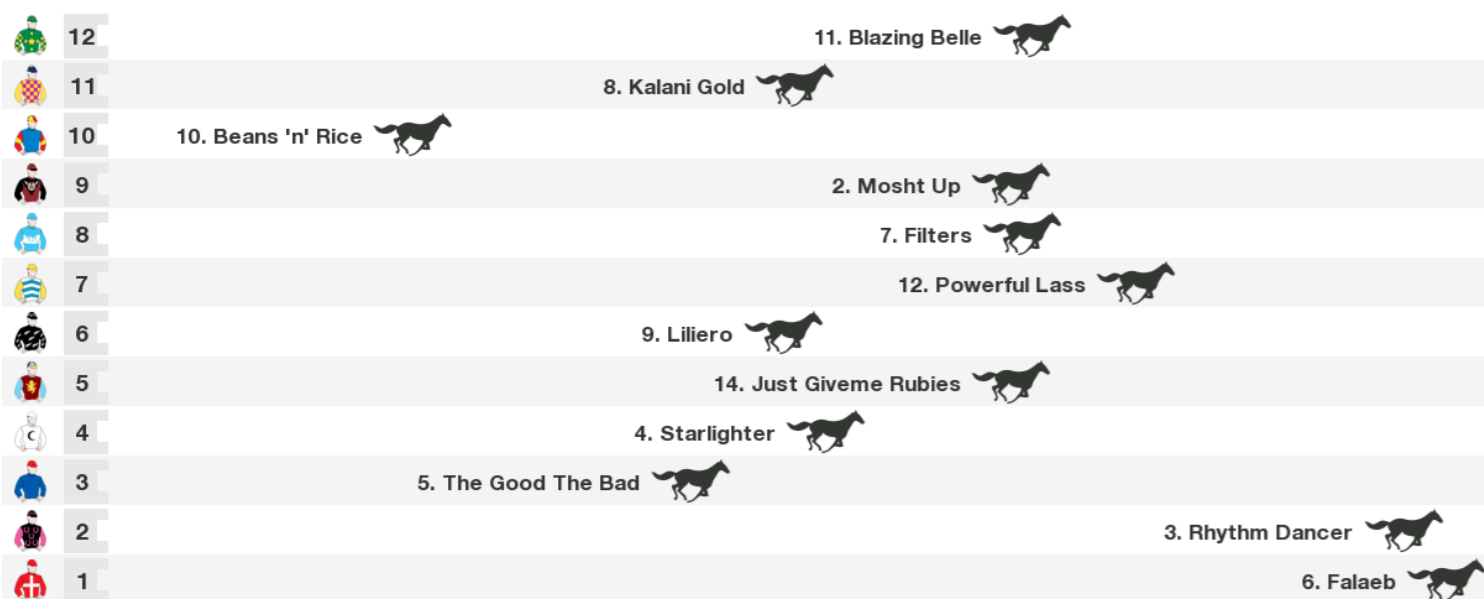 12 11. Blazing Belle
11 8. Kalani Gold
10 10. Beans 'n' Rice
9 2. Mosht Up
8 7. Filters
7 12. Powerful Lass
6 9. Liliero
5 14. Just Giveme Rubies
4 4. Starlighter
3 5. The Good The Bad
2 3. Rhythm Dancer
1 6. Falaeb